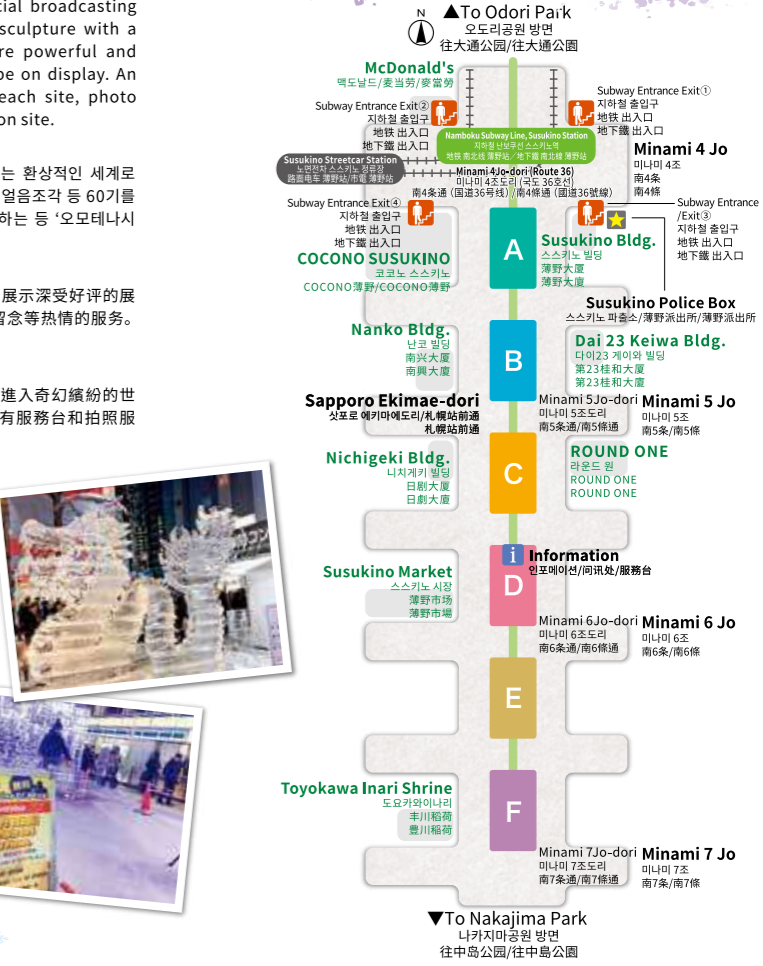 cial broadcasting
sculpture with a
re powerful and
be on display. An
each site, photo
on site.
는 환상적인 세계로
얼음조각 등 60기를
하는 등 ‘오모테나시
展示深受好评的展
留念等热情的服务。
進入奇幻繽紛的世
有服務台和拍照服
N
▲To Odori Park
오도리공원 방면
往大通公园/往大通公園
McDonald's
맥도날드/麦当劳/麥當勞
Subway Entrance Exit②
지하철 출입구
地铁 出入口
地下鐵 出入口
Subway Entrance Exit①
지하철 출입구
地铁 出入口
地下鐵 出入口
Namboku Subway Line, Susukino Station
지하철 난보쿠선 스스키노역
地铁 南北线 薄野站／地下鐵 南北線 薄野站
Minami 4 Jo
미나미 4조
南4条
南4條
Susukino Streetcar Station
노면전차 스스키노 정류장
路面电车 薄野站/市電 薄野站
Minami 4Jo-dori (Route 36)
미나미 4조도리 (국도 36호선)
南4条通 (国道36号线) /南4條通 (國道36號線)
Subway Entrance Exit④
지하철 출입구
地铁 出入口
地下鐵 出入口
Subway Entrance
/Exit③
지하철 출입구
地铁 出入口
地下鐵 出入口
A
COCONO SUSUKINO
코코노 스스키노
COCONO薄野/COCONO薄野
Susukino Bldg.
스스키노 빌딩
薄野大厦
薄野大廈
Susukino Police Box
스스키노 파출소/薄野派出所/薄野派出所
Nanko Bldg.
난코 빌딩
南兴大厦
南興大廈
B
Dai 23 Keiwa Bldg.
다이23 게이와 빌딩
第23桂和大厦
第23桂和大廈
Sapporo Ekimae-dori
삿포로 에키마에도리/札幌站前通
札幌站前通
Minami 5Jo-dori
미나미 5조도리
南5条通/南5條通
Minami 5 Jo
미나미 5조
南5条/南5條
Nichigeki Bldg.
니치게키 빌딩
日剧大厦
日劇大廈
C
ROUND ONE
라운드 원
ROUND ONE
ROUND ONE
i
Information
인포메이션/问讯处/服務台
D
Susukino Market
스스키노 시장
薄野市场
薄野市場
Minami 6Jo-dori
미나미 6조도리
南6条通/南6條通
Minami 6 Jo
미나미 6조
南6条/南6條
E
Toyokawa Inari Shrine
도요카와이나리
丰川稻荷
豊川稲荷
F
Minami 7Jo-dori
미나미 7조도리
南7条通/南7條通
Minami 7 Jo
미나미 7조
南7条/南7條
▼To Nakajima Park
나카지마공원 방면
往中岛公园/往中島公園